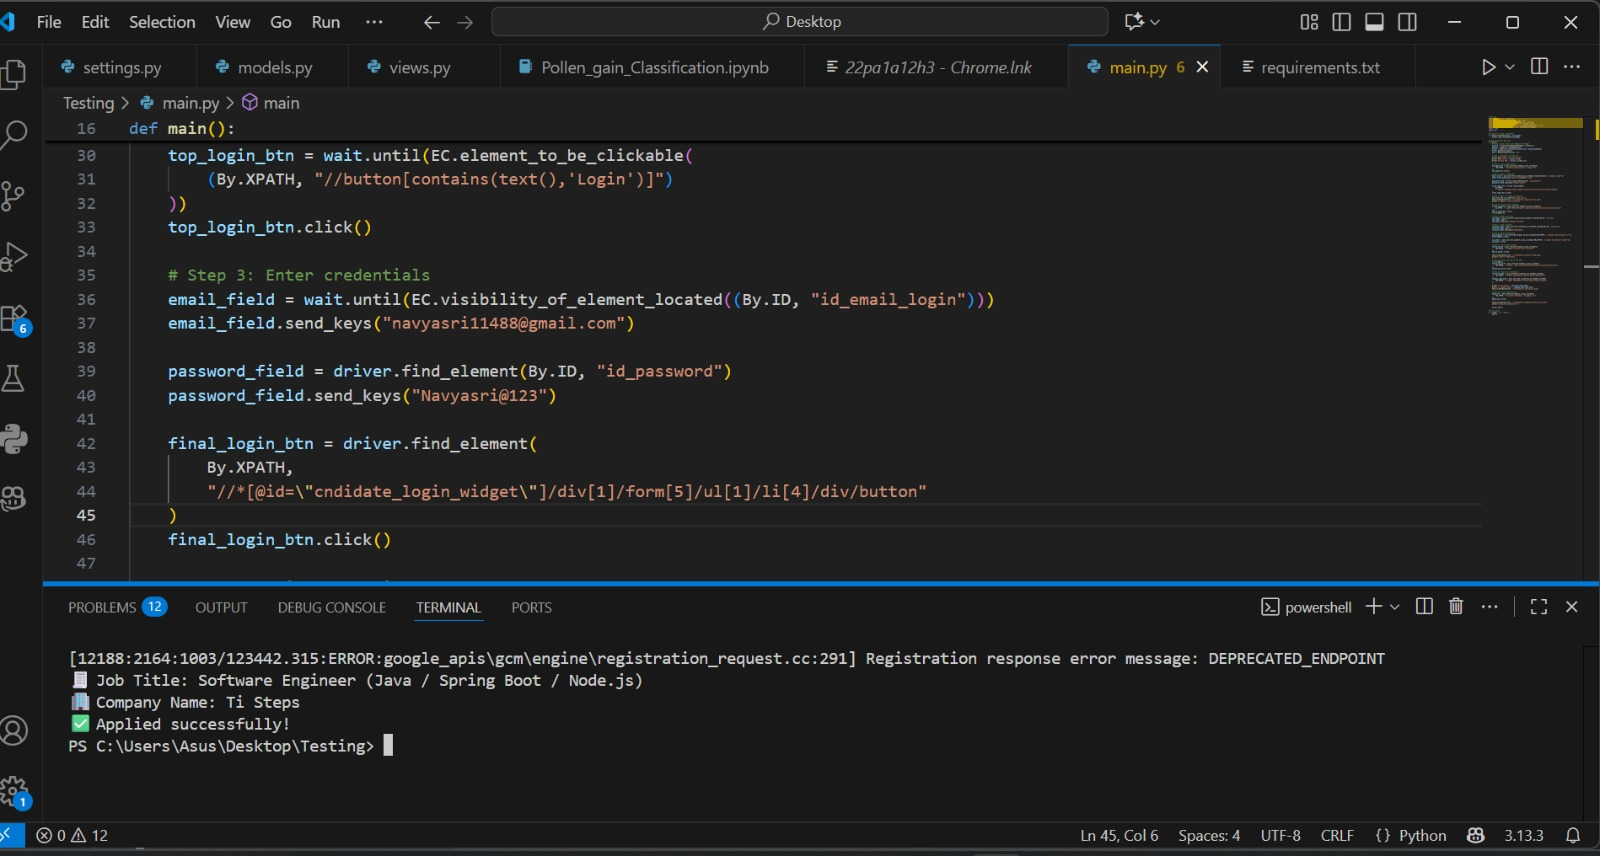 File Edit Selection View Go Run ··· Desktop
settings.py models.py views.py Pollen_gain_Classification.ipynb 22pa1a12h3 - Chrome.lnk main.py 6 requirements.txt
Testing > main.py > main
16 def main():
30 top_login_btn = wait.until(EC.element_to_be_clickable(
31 (By.XPATH, "//button[contains(text(),'Login')]")
32 ))
33 top_login_btn.click()
34
35 # Step 3: Enter credentials
36 email_field = wait.until(EC.visibility_of_element_located((By.ID, "id_email_login")))
37 email_field.send_keys("navyasri11488@gmail.com")
38
39 password_field = driver.find_element(By.ID, "id_password")
40 password_field.send_keys("Navyasri@123")
41
42 final_login_btn = driver.find_element(
43 By.XPATH,
44 "//*[@id=\"cndidate_login_widget\"]/div[1]/form[5]/ul[1]/li[4]/div/button"
45 )
46 final_login_btn.click()
47
6
1
PROBLEMS 12 OUTPUT DEBUG CONSOLE TERMINAL PORTS powershell
[12188:2164:1003/123442.315:ERROR:google_apis\gcm\engine\registration_request.cc:291] Registration response error message: DEPRECATED_ENDPOINT
Job Title: Software Engineer (Java / Spring Boot / Node.js)
Company Name: Ti Steps
✅ Applied successfully!
PS C:\Users\Asus\Desktop\Testing>
0 12 Ln 45, Col 6 Spaces: 4 UTF-8 CRLF {} Python 3.13.3